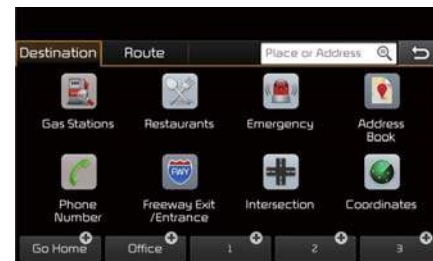 Destination Route Place or Address
Gas Stations Restaurants Emergency Address
Book
FWY
Phone Freeway Exit Intersection Coordinates
Number /Entrance
Go Home Office 1 2 3